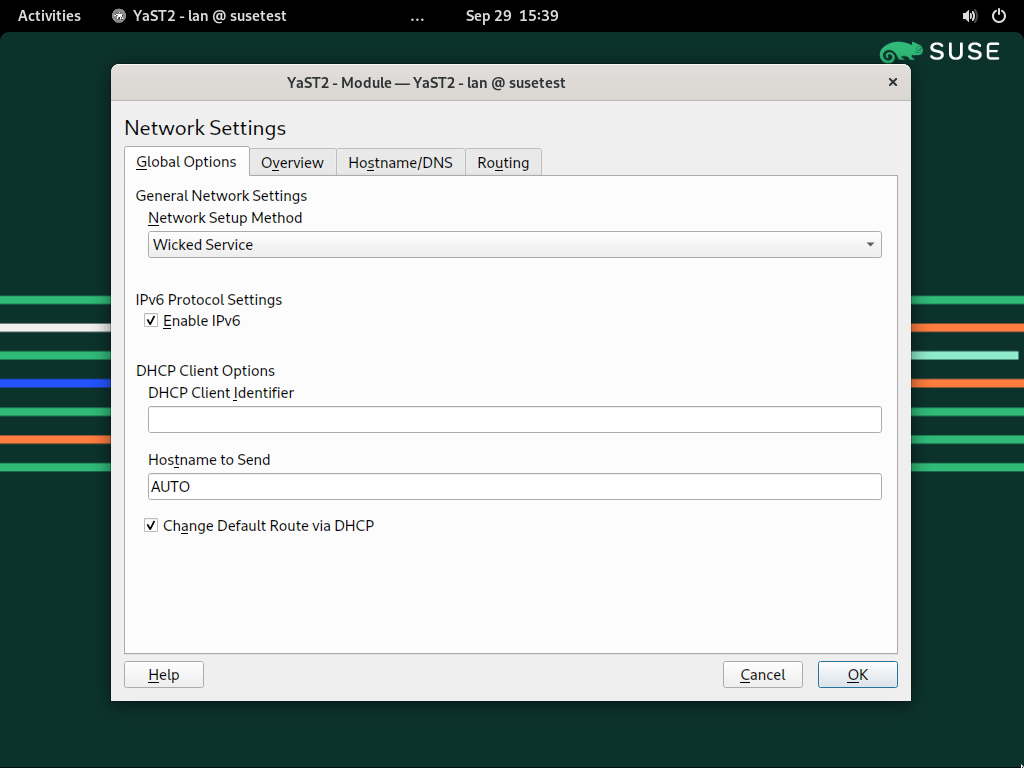 Activities YaST2 - lan @ susetest ... Sep 29 15:39
SUSE
YaST2 - Module — YaST2 - lan @ susetest
Network Settings
Global Options Overview Hostname/DNS Routing
General Network Settings
Network Setup Method
Wicked Service
IPv6 Protocol Settings
Enable IPv6
DHCP Client Options
DHCP Client Identifier
Hostname to Send
AUTO
Change Default Route via DHCP
Help Cancel OK